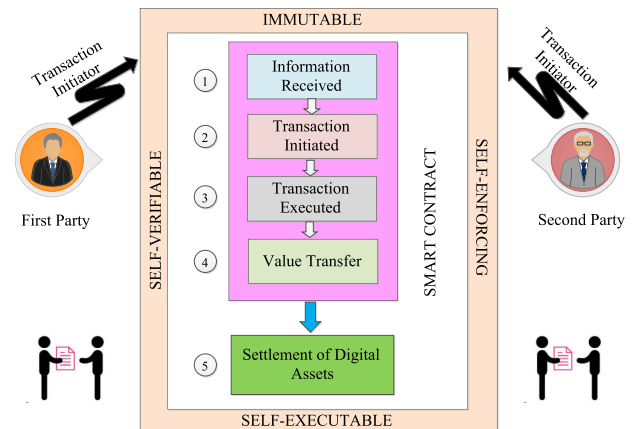 IMMUTABLE
Transaction
Initiator
Transaction
Initiator
1
Information
Received
2
Transaction
Initiated
3
Transaction
Executed
4
Value Transfer
5
Settlement of Digital
Assets
SELF-VERIFIABLE
SMART CONTRACT
SELF-ENFORCING
First Party
Second Party
SELF-EXECUTABLE